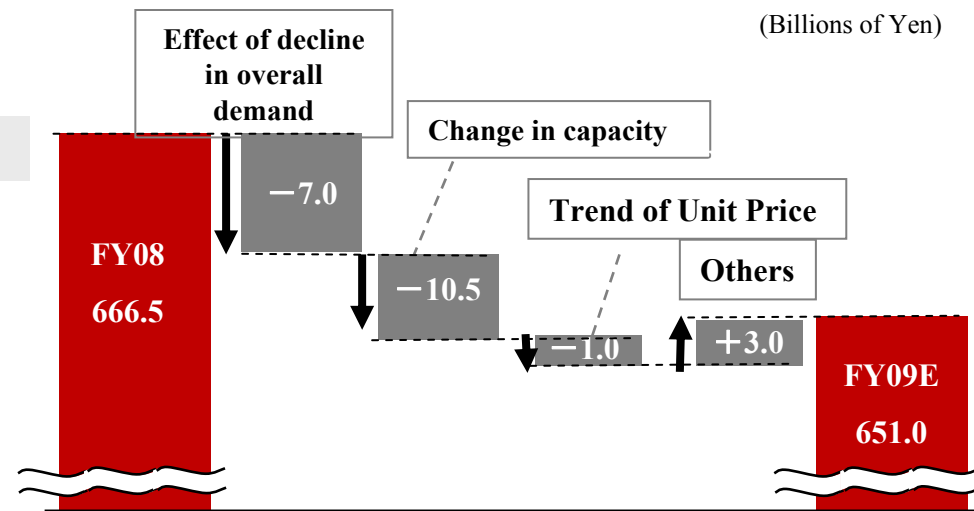 (Billions of Yen)
Effect of decline
in overall
demand
Change in capacity
Trend of Unit Price
Others
－7.0
－10.5
－1.0
＋3.0
FY08
666.5
FY09E
651.0